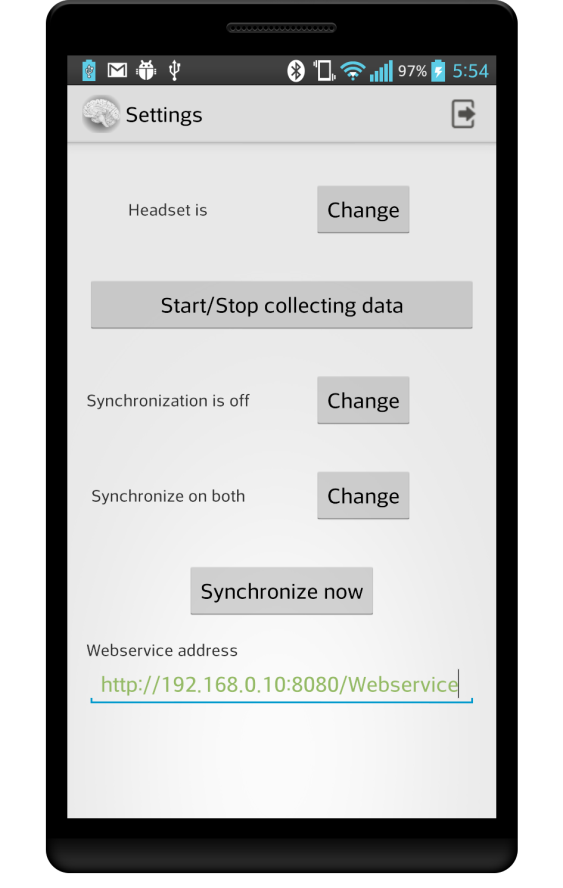 97% 5:54
Settings
Headset is Change
Start/Stop collecting data
Synchronization is off Change
Synchronize on both Change
Synchronize now
Webservice address
http://192.168.0.10:8080/Webservice